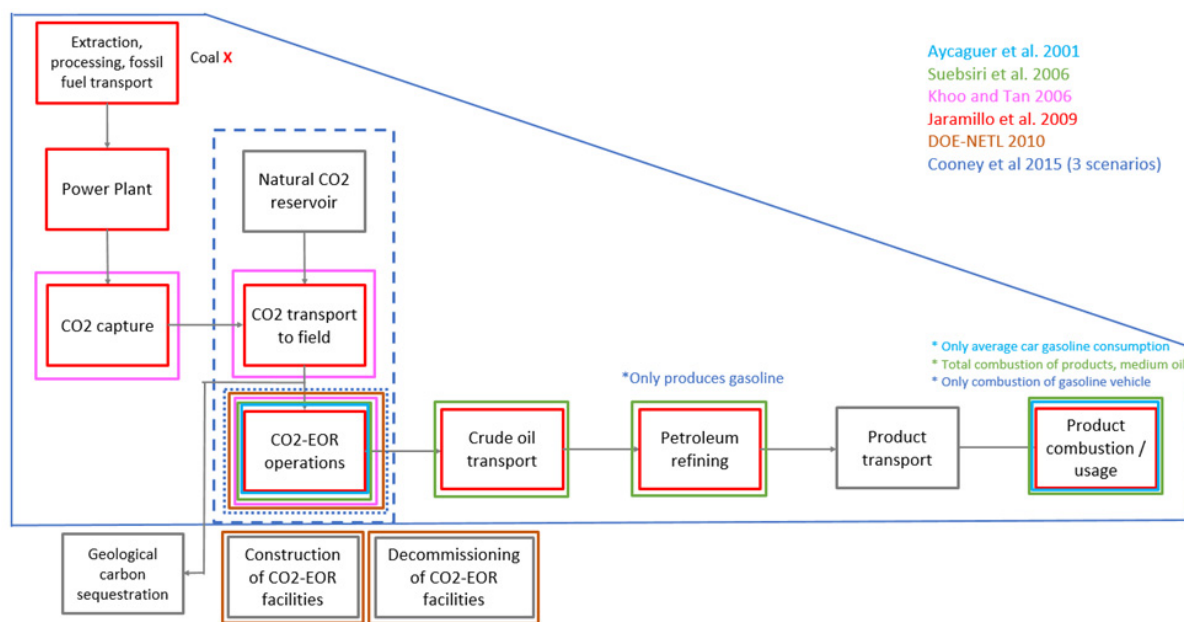 Extraction,
processing, fossil
fuel transport
Coal X
Aycaguer et al. 2001
Suebsiri et al. 2006
Khoo and Tan 2006
Jaramillo et al. 2009
DOE-NETL 2010
Cooney et al 2015 (3 scenarios)
Power Plant
Natural CO2
reservoir
CO2 capture
CO2 transport
to field
* Only average car gasoline consumption
* Total combustion of products, medium oil
* Only combustion of gasoline vehicle
*Only produces gasoline
CO2-EOR
operations
Crude oil
transport
Petroleum
refining
Product
transport
Product
combustion /
usage
Geological
carbon
sequestration
Construction
of CO2-EOR
facilities
Decommissioning
of CO2-EOR
facilities